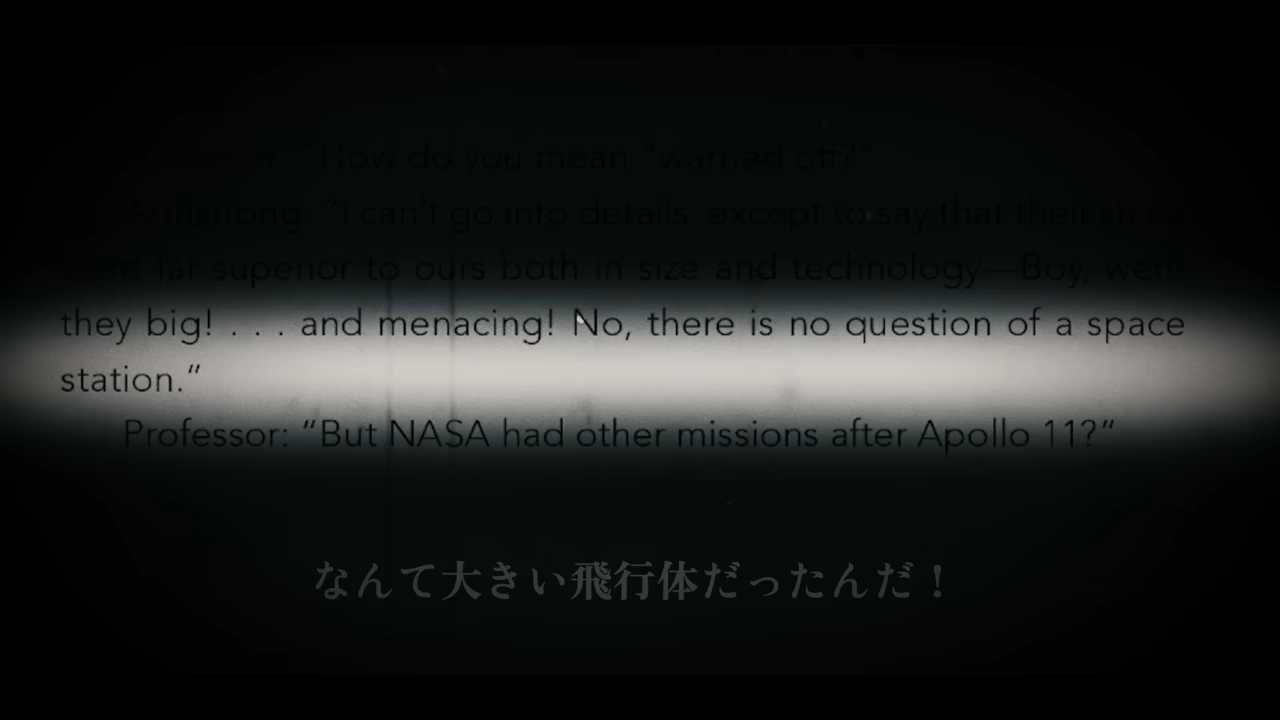 "How do you mean "warned off?"
Armstrong: "I can't go into details, except to say that their
were far superior to ours both in size and technology—Boy, were
they big! . . . and menacing! No, there is no question of a space
station."
Professor: "But NASA had other missions after Apollo 11?"
なんて大きい飛行体だったんだ！